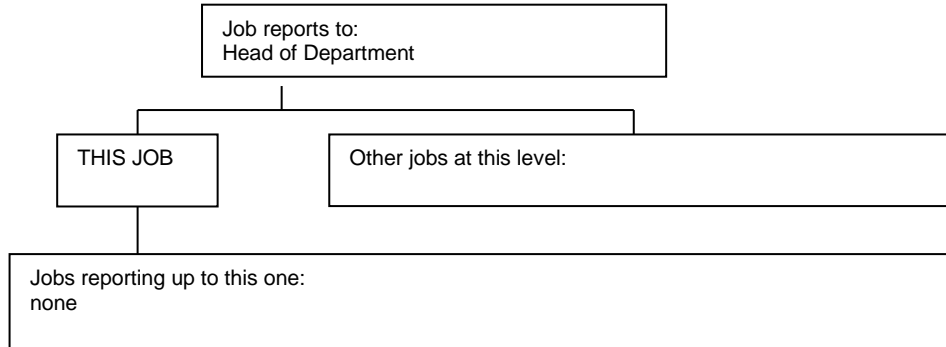 Job reports to:
Head of Department
THIS JOB
Other jobs at this level:
Jobs reporting up to this one:
none